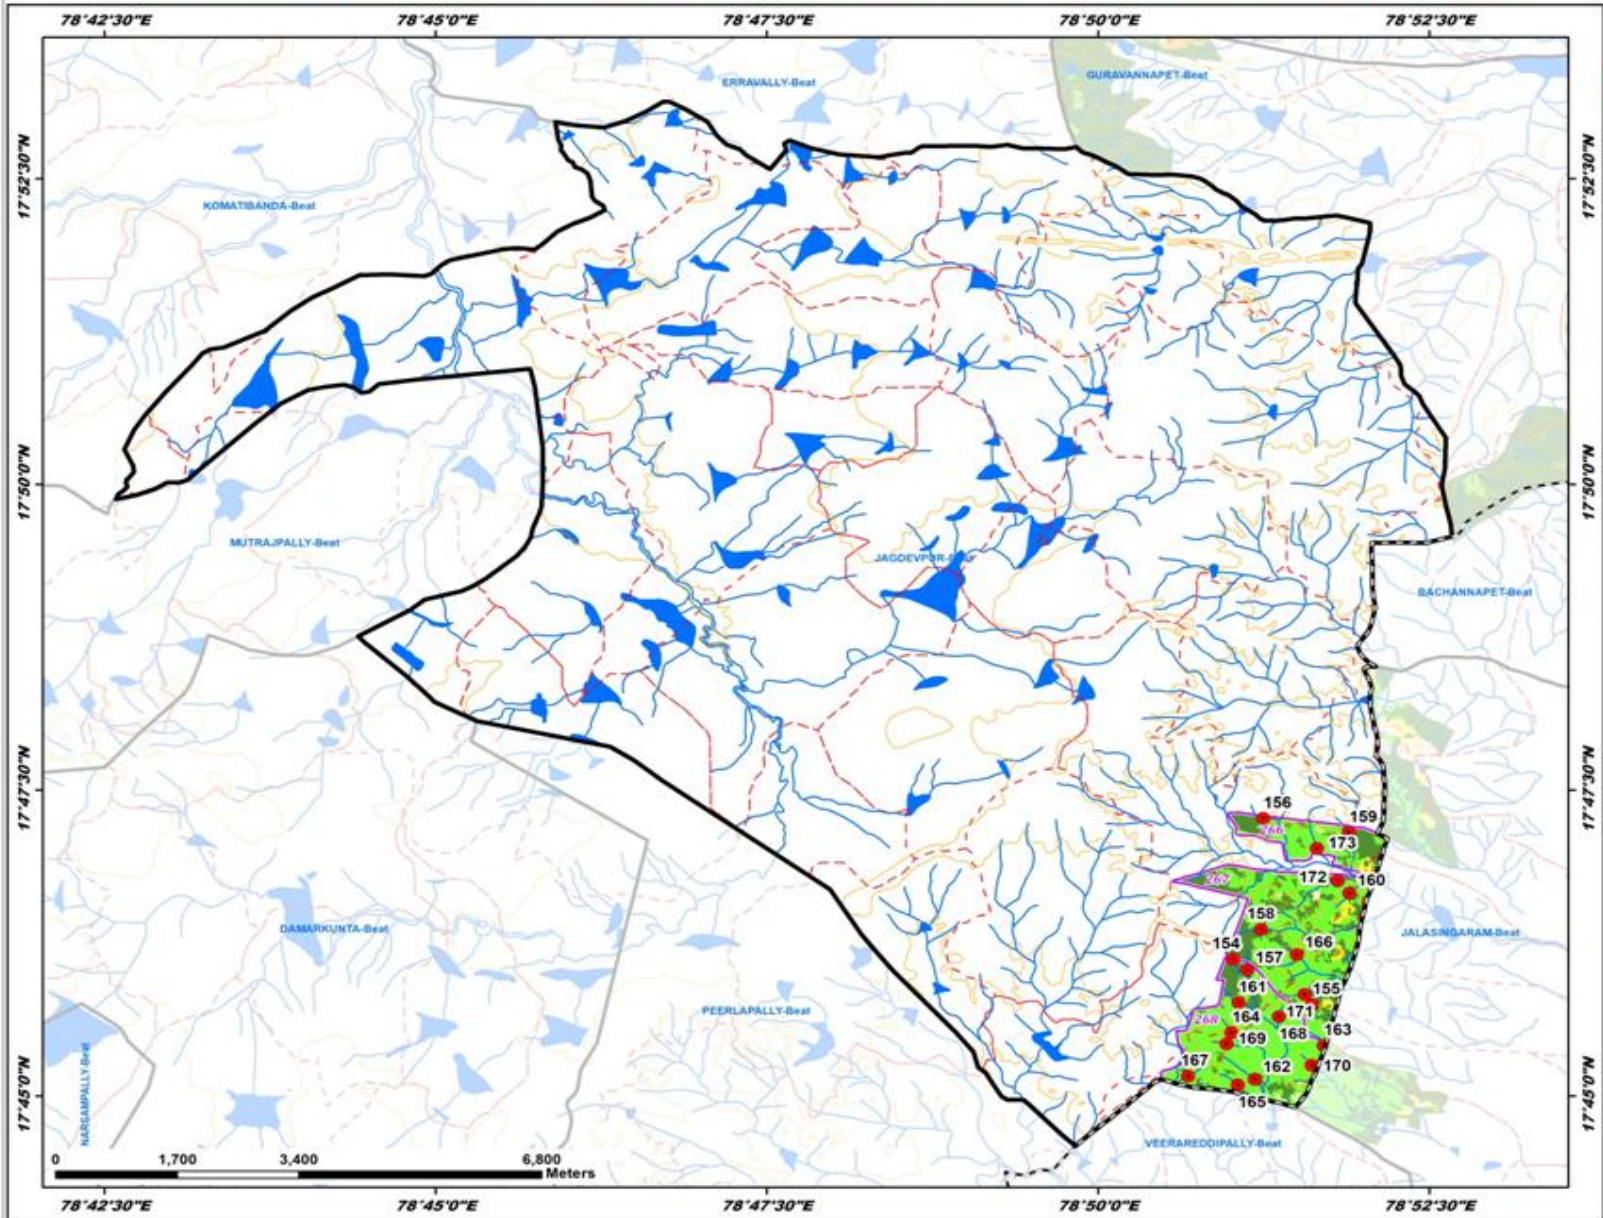 78°42'30"E
78°45'0"E
78°47'30"E
78°50'0"E
78°52'30"E
ERRAVALLY-Beat
GURAVANNAPET-Beat
17°52'30"N
17°52'30"N
KOMATIBANDA-Beat
17°50'0"N
17°50'0"N
MUTRAJPALLY-Beat
BACHANNAPET-Beat
17°47'30"N
17°47'30"N
156
159
266
173
172
160
267
158
DAMARKUNTA-Beat
JALASINGARAM-Beat
154
166
157
161
155
PEERLAPALLY-Beat
268
164
171
169
168
163
167
162
170
165
17°45'0"N
17°45'0"N
NARSAMPALLY-Beat
VEERAREDDIPALLY-Beat
0
1,700
3,400
6,800
Meters
78°42'30"E
78°45'0"E
78°47'30"E
78°50'0"E
78°52'30"E